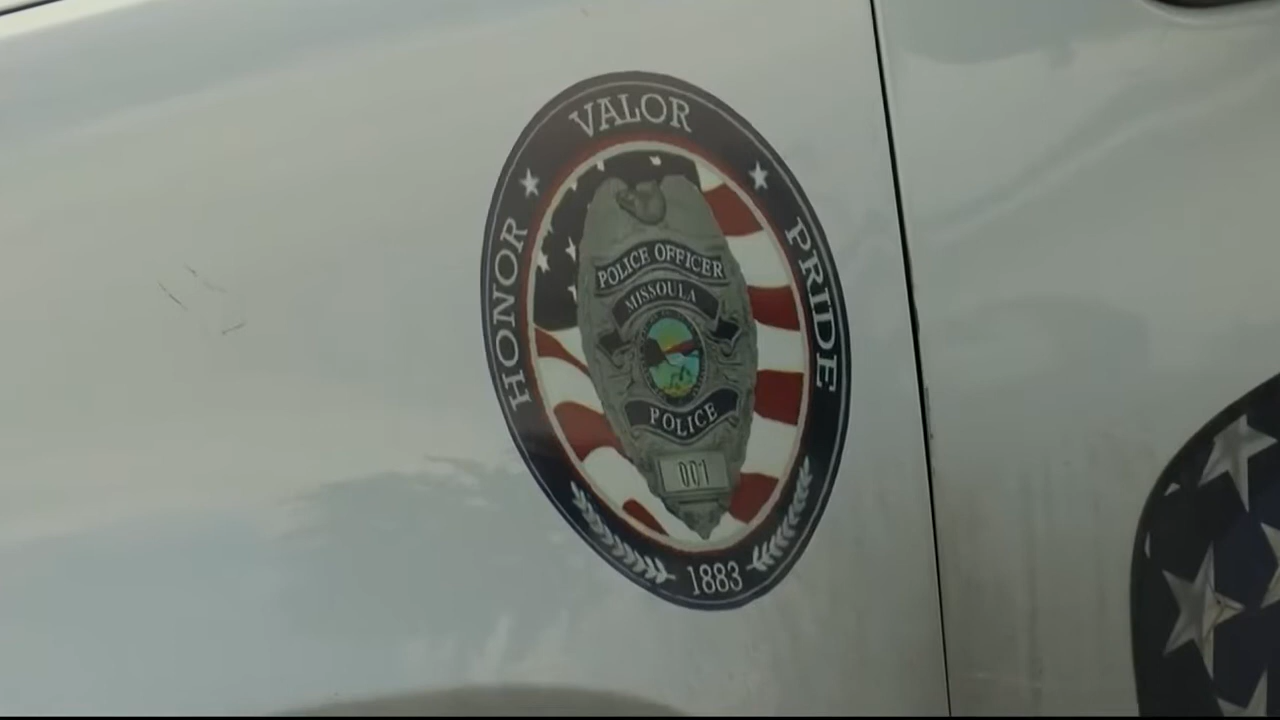 HONOR
VALOR
PRIDE
POLICE OFFICER
MISSOULA
POLICE
001
1883